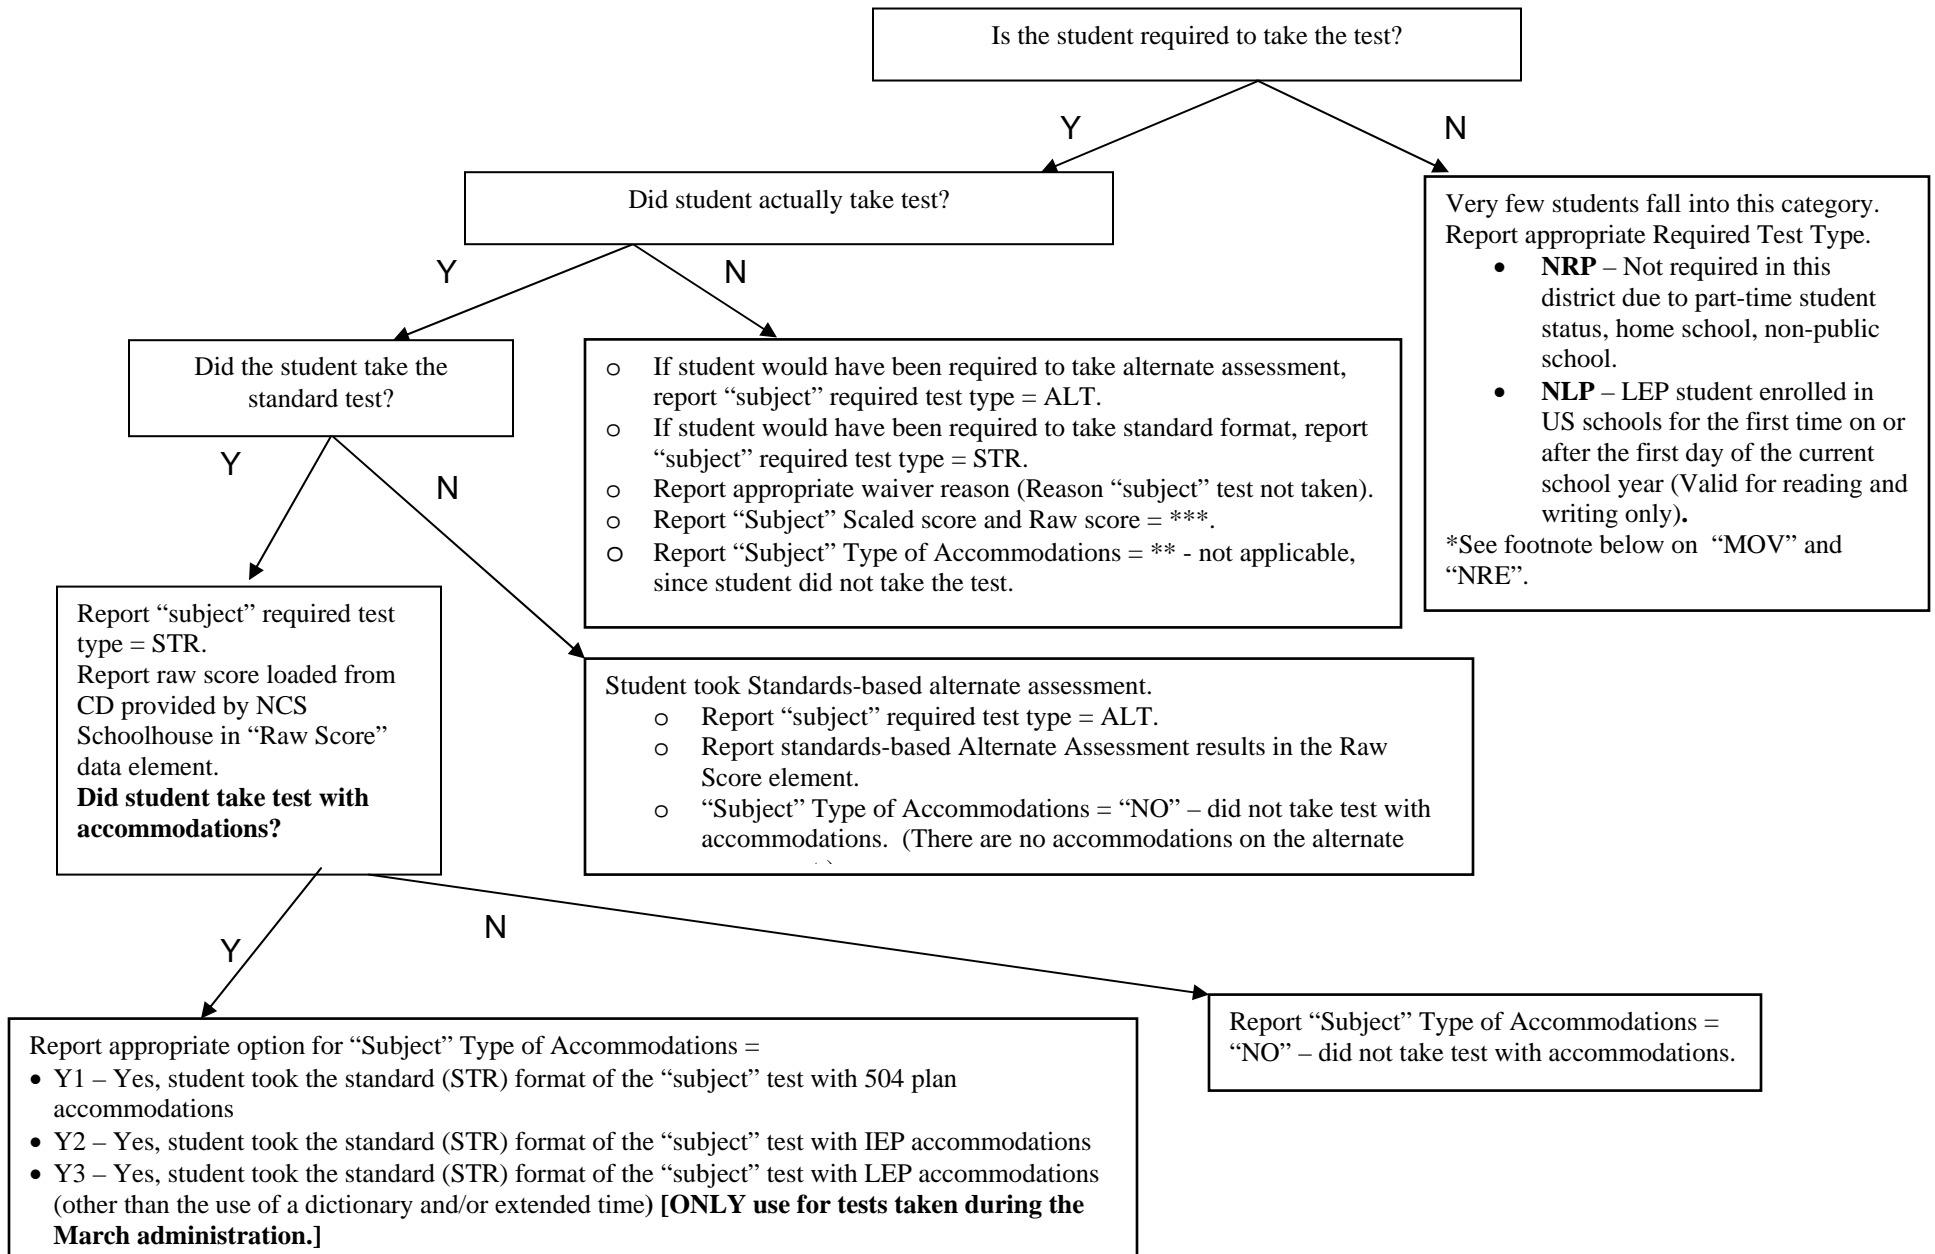 Is the student required to take the test?
Y
N
Did student actually take test?
Very few students fall into this category.
Report appropriate Required Test Type.
• NRP – Not required in this
district due to part-time student
status, home school, non-public
school.
• NLP – LEP student enrolled in
US schools for the first time on or
after the first day of the current
school year (Valid for reading and
writing only).
*See footnote below on “MOV” and
“NRE”.
Y
N
Did the student take the
standard test?
o If student would have been required to take alternate assessment,
report “subject” required test type = ALT.
o If student would have been required to take standard format, report
“subject” required test type = STR.
o Report appropriate waiver reason (Reason “subject” test not taken).
o Report “Subject” Scaled score and Raw score = ***.
o Report “Subject” Type of Accommodations = ** - not applicable,
since student did not take the test.
Y
N
Report “subject” required test
type = STR.
Report raw score loaded from
CD provided by NCS
Schoolhouse in “Raw Score”
data element.
Did student take test with
accommodations?
Student took Standards-based alternate assessment.
o Report “subject” required test type = ALT.
o Report standards-based Alternate Assessment results in the Raw
Score element.
o “Subject” Type of Accommodations = “NO” – did not take test with
accommodations. (There are no accommodations on the alternate
Y
N
Report “Subject” Type of Accommodations =
“NO” – did not take test with accommodations.
Report appropriate option for “Subject” Type of Accommodations =
• Y1 – Yes, student took the standard (STR) format of the “subject” test with 504 plan
accommodations
• Y2 – Yes, student took the standard (STR) format of the “subject” test with IEP accommodations
• Y3 – Yes, student took the standard (STR) format of the “subject” test with LEP accommodations
(other than the use of a dictionary and/or extended time) [ONLY use for tests taken during the
March administration.]